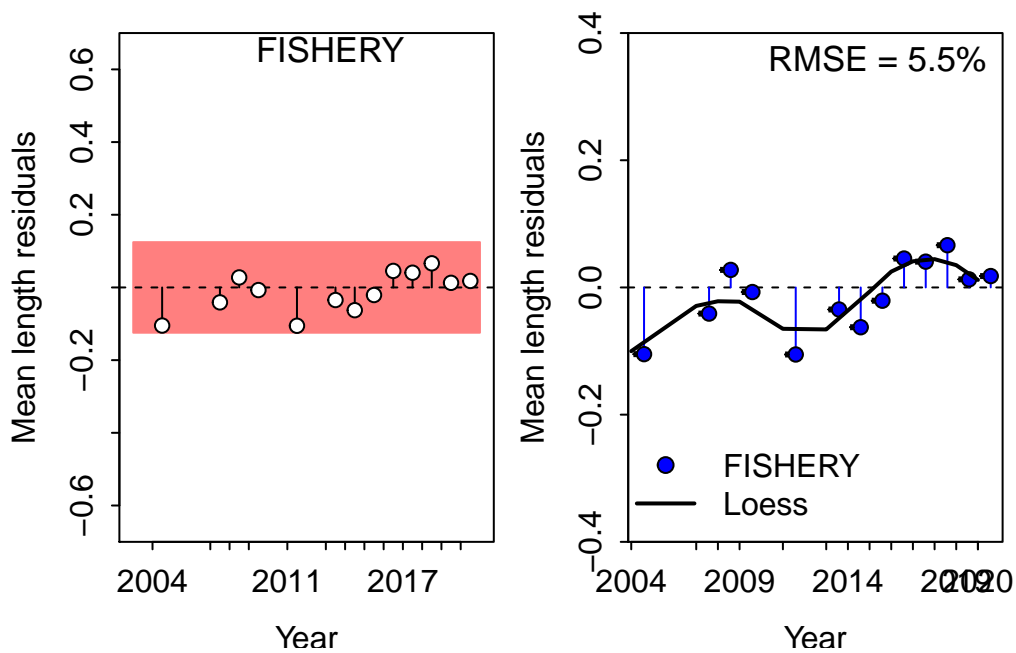 FISHERY
Mean length residuals
0.6
0.4
0.2
−0.2
−0.6
2004 2011 2017
Year
RMSE = 5.5%
Mean length residuals
0.4
0.2
0.0
−0.2
−0.4
FISHERY
Loess
2004 2009 2014 2019 2020
Year